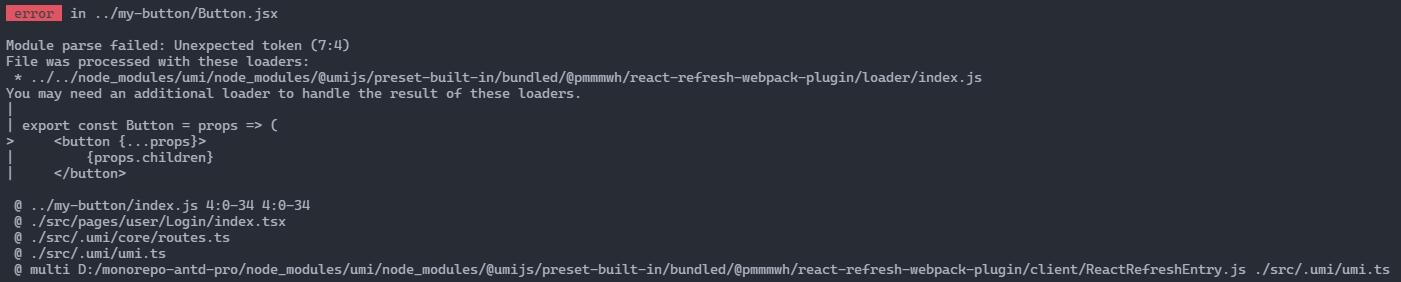 error in ../my-button/Button.jsx
Module parse failed: Unexpected token (7:4)
File was processed with these loaders:
 * ../../node_modules/umi/node_modules/@umijs/preset-built-in/bundled/@pmmmwh/react-refresh-webpack-plugin/loader/index.js
You may need an additional loader to handle the result of these loaders.
|
| export const Button = props => (
>     <button {...props}>
|         {props.children}
|     </button>
 @ ../my-button/index.js 4:0-34 4:0-34
 @ ./src/pages/user/Login/index.tsx
 @ ./src/.umi/core/routes.ts
 @ ./src/.umi/umi.ts
 @ multi D:/monorepo-antd-pro/node_modules/umi/node_modules/@umijs/preset-built-in/bundled/@pmmmwh/react-refresh-webpack-plugin/client/ReactRefreshEntry.js ./src/.umi/umi.ts